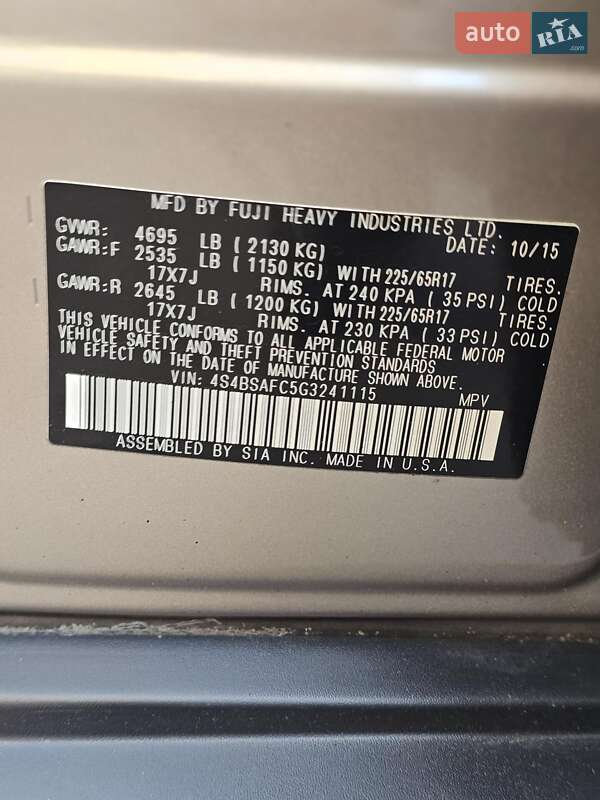 auto RIA.com
MFD BY FUJI HEAVY INDUSTRIES LTD.
GVWR: 4695 LB ( 2130 KG) DATE: 10/15
GAWR:F 2535 LB ( 1150 KG) WITH 225/65R17 TIRES.
17X7J RIMS. AT 240 KPA ( 35 PSI) COLD
GAWR:R 2645 LB ( 1200 KG) WITH 225/65R17 TIRES.
17X7J RIMS. AT 230 KPA ( 33 PSI) COLD
THIS VEHICLE CONFORMS TO ALL APPLICABLE FEDERAL MOTOR
VEHICLE SAFETY AND THEFT PREVENTION STANDARDS
IN EFFECT ON THE DATE OF MANUFACTURE SHOWN ABOVE.
VIN: 4S4BSAFC5G3241115 MPV
ASSEMBLED BY SIA INC. MADE IN U.S.A.